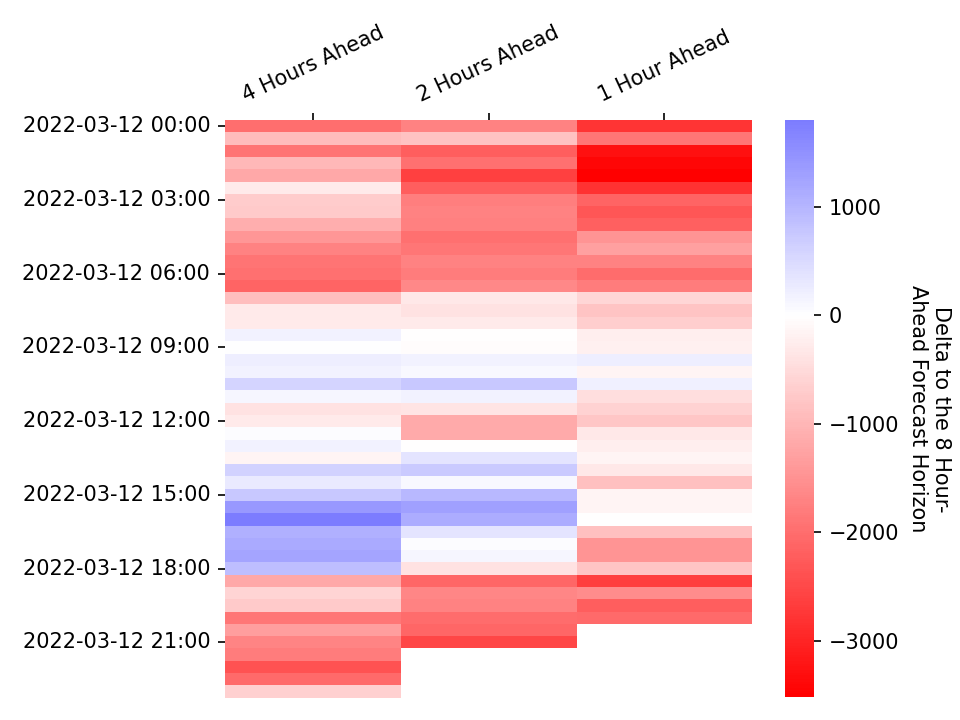 4 Hours Ahead
2 Hours Ahead
1 Hour Ahead
2022-03-12 00:00
2022-03-12 03:00
2022-03-12 06:00
2022-03-12 09:00
2022-03-12 12:00
2022-03-12 15:00
2022-03-12 18:00
2022-03-12 21:00
1000
0
−1000
−2000
−3000
Delta to the 8 Hour-
Ahead Forecast Horizon